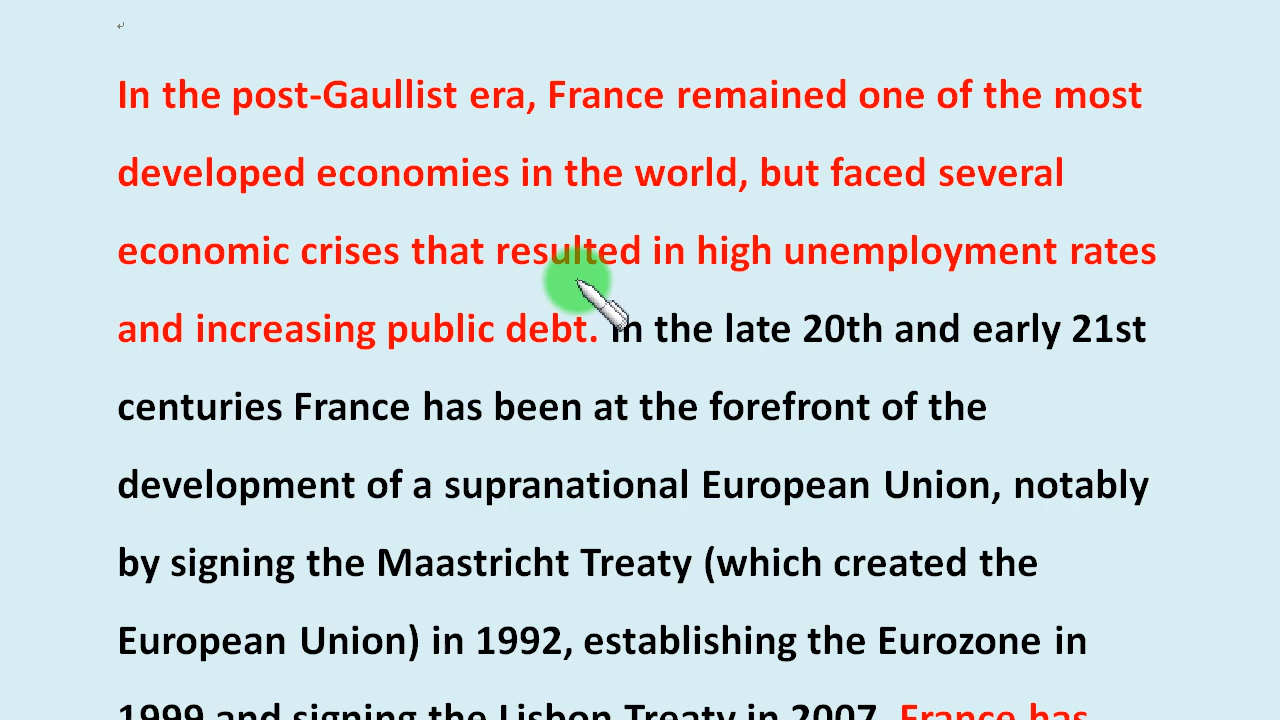 In the post-Gaullist era, France remained one of the most
developed economies in the world, but faced several
economic crises that resulted in high unemployment rates
and increasing public debt. In the late 20th and early 21st
centuries France has been at the forefront of the
development of a supranational European Union, notably
by signing the Maastricht Treaty (which created the
European Union) in 1992, establishing the Eurozone in
1999 and signing the Lisbon Treaty in 2007. France has